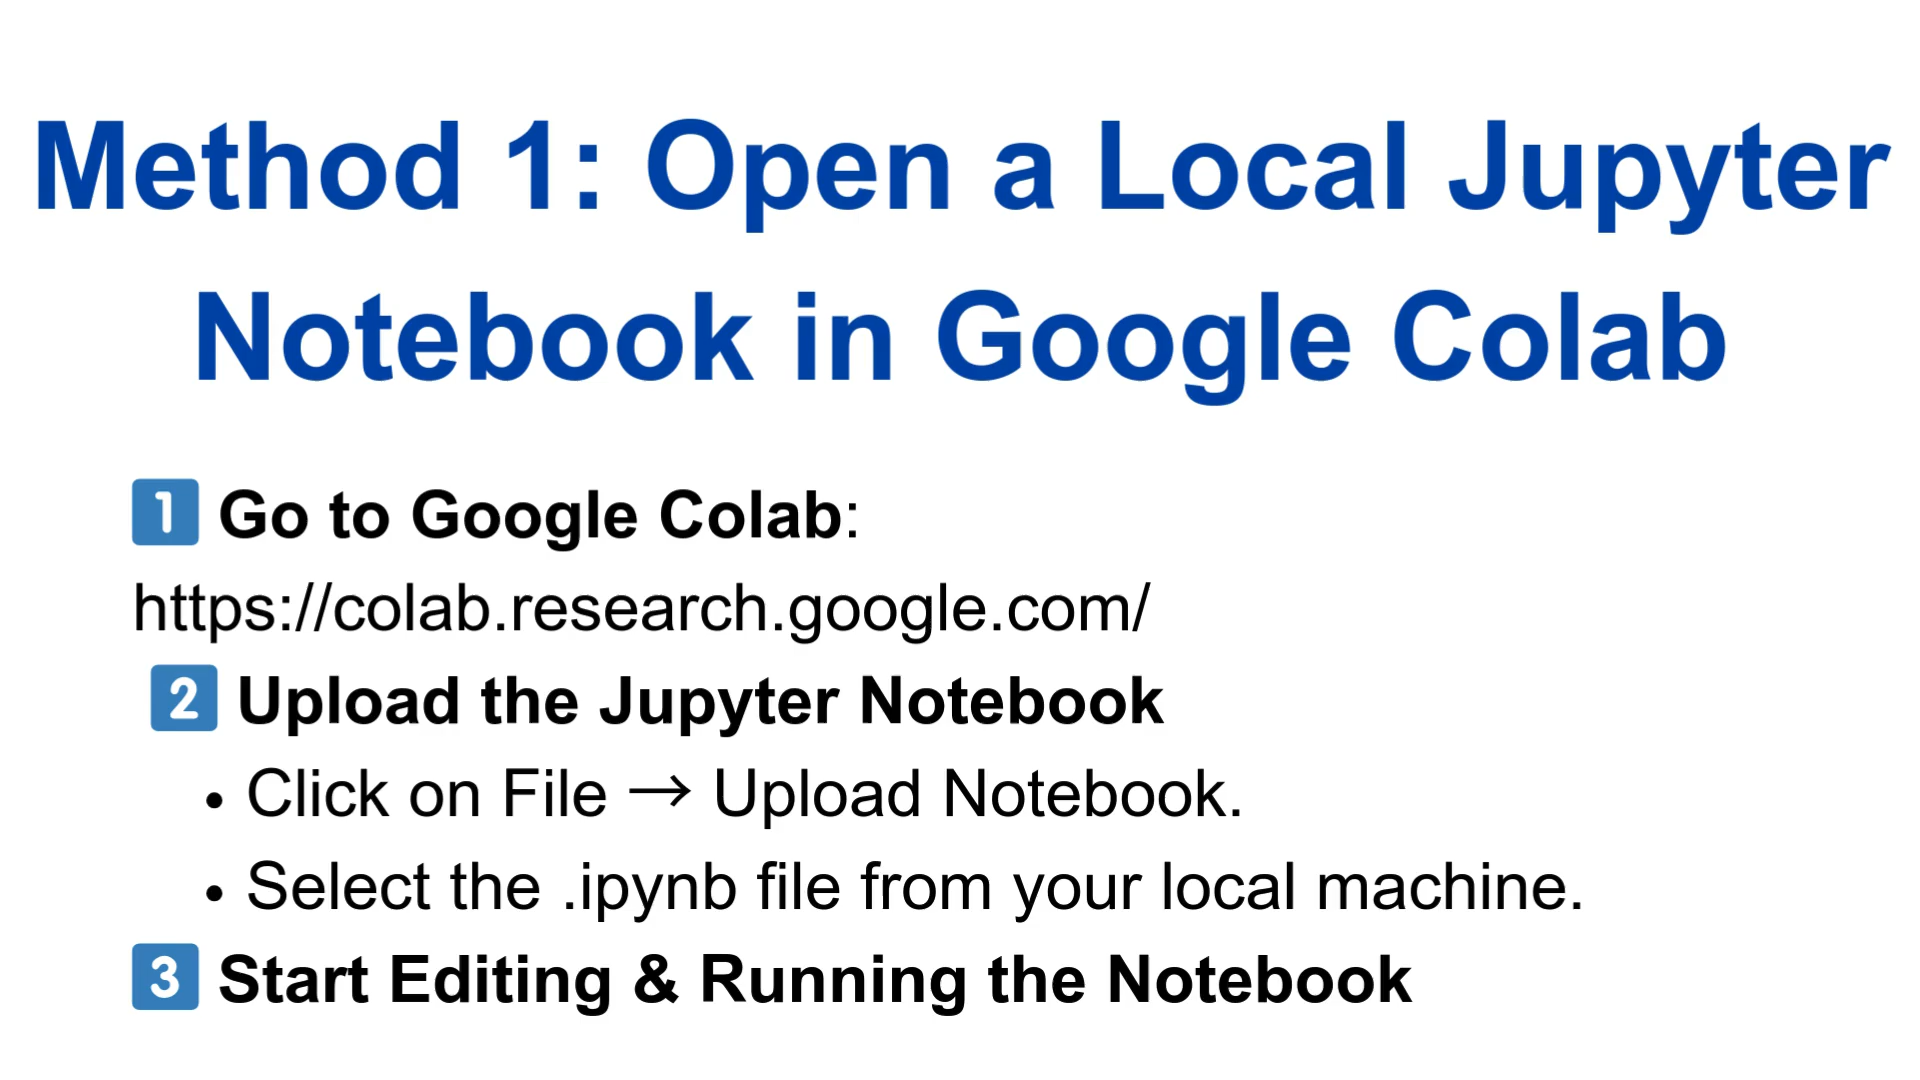 Method 1: Open a Local Jupyter
Notebook in Google Colab
1️⃣ Go to Google Colab:
https://colab.research.google.com/
2️⃣ Upload the Jupyter Notebook
• Click on File → Upload Notebook.
• Select the .ipynb file from your local machine.
3️⃣ Start Editing & Running the Notebook